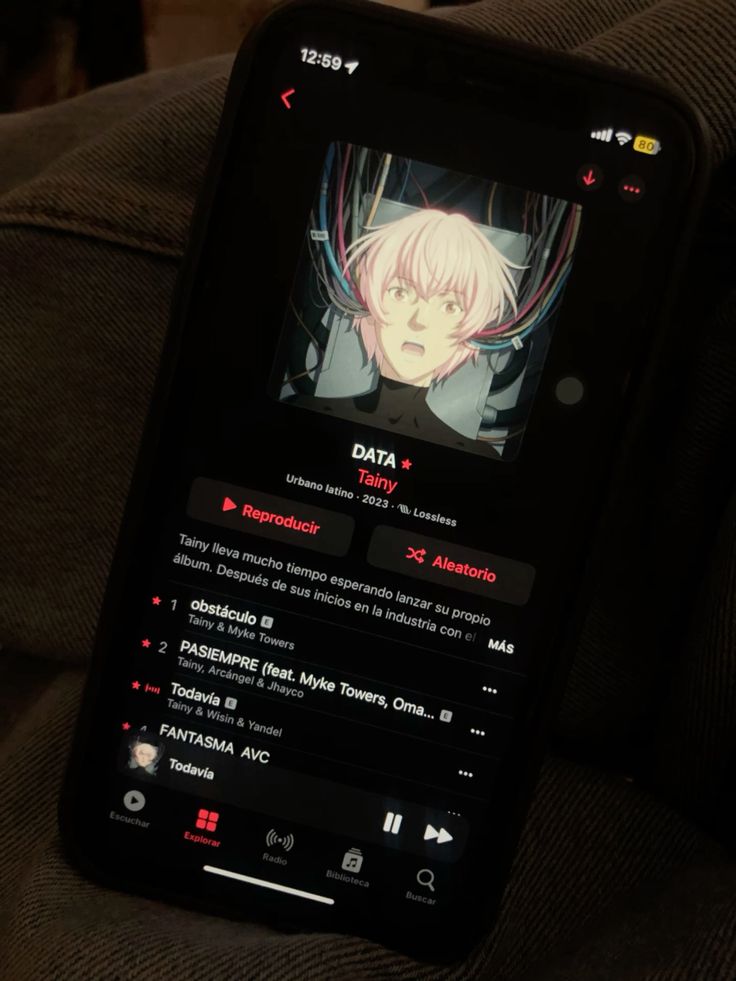 12:59
80
DATA
Tainy
Urbano latino · 2023 · Lossless
Reproducir
Aleatorio
Tainy lleva mucho tiempo esperando lanzar su propio
álbum. Después de sus inicios en la industria con el
MÁS
1 obstáculo E
Tainy & Myke Towers
2 PASIEMPRE (feat. Myke Towers, Oma... E
Tainy, Arcángel & Jhayco
Todavía E
Tainy & Wisin & Yandel
4 FANTASMA AVC
Todavía
Escuchar
Explorar
Radio
Biblioteca
Buscar